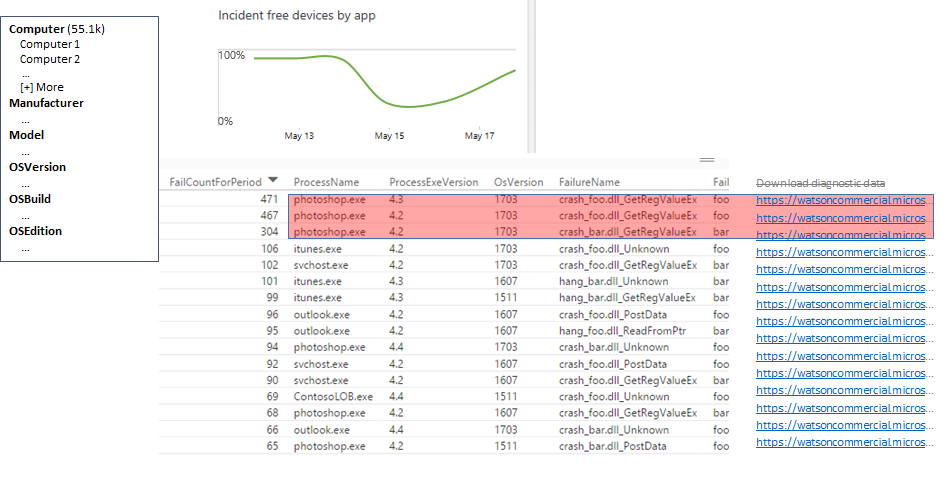 Incident free devices by app
Computer (55.1k)
Computer 1
Computer 2
...
[+] More
Manufacturer
...
Model
...
OSVersion
...
OSBuild
...
OSEdition
...
100%
0%
May 13 May 15 May 17
FailCountForPeriod ProcessName ProcessExeVersion OsVersion FailureName Fail Download diagnostic data
471 photoshop.exe 4.3 1703 crash_foo.dll_GetRegValueEx foo https://watsoncommercial.micros...
467 photoshop.exe 4.2 1703 crash_foo.dll_GetRegValueEx foo https://watsoncommercial.micros...
304 photoshop.exe 4.2 1703 crash_bar.dll_GetRegValueEx bar https://watsoncommercial.micros...
106 itunes.exe 4.2 1703 crash_foo.dll_Unknown foo https://watsoncommercial.micros...
102 svchost.exe 4.2 1703 crash_foo.dll_GetRegValueEx bar https://watsoncommercial.micros...
101 itunes.exe 4.3 1607 hang_bar.dll_Unknown bar https://watsoncommercial.micros...
99 itunes.exe 4.3 1511 hang_bar.dll_GetRegValueEx bar https://watsoncommercial.micros...
96 outlook.exe 4.2 1607 crash_foo.dll_PostData foo https://watsoncommercial.micros...
95 outlook.exe 4.2 1607 hang_foo.dll_ReadFromPtr bar https://watsoncommercial.micros...
94 photoshop.exe 4.4 1703 crash_bar.dll_Unknown foo https://watsoncommercial.micros...
92 svchost.exe 4.2 1607 crash_foo.dll_PostData foo https://watsoncommercial.micros...
90 svchost.exe 4.2 1607 crash_foo.dll_GetRegValueEx bar https://watsoncommercial.micros...
69 ContosoLOB.exe 4.4 1511 crash_foo.dll_Unknown foo https://watsoncommercial.micros...
68 photoshop.exe 4.2 1607 crash_foo.dll_GetRegValueEx bar https://watsoncommercial.micros...
66 outlook.exe 4.4 1703 crash_bar.dll_Unknown foo https://watsoncommercial.micros...
65 photoshop.exe 4.2 1511 crash_bar.dll_PostData foo https://watsoncommercial.micros...